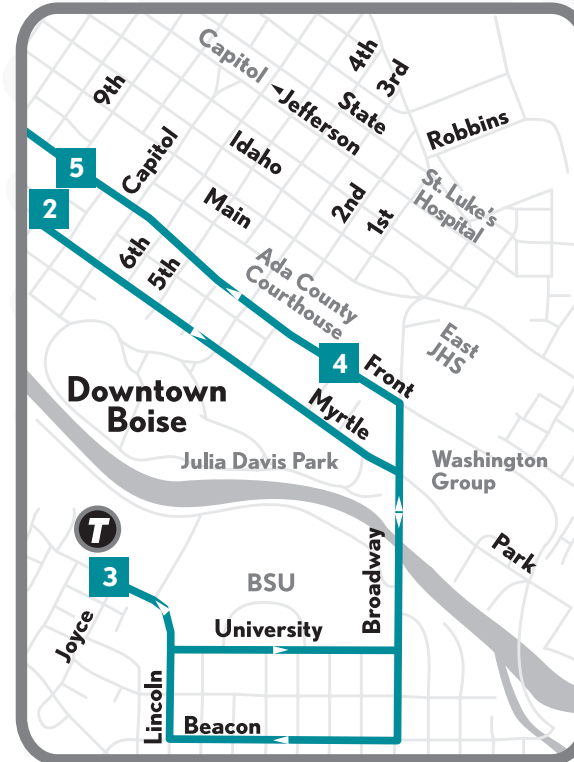 4th
3rd
Capitol
Jefferson
State
Robbins
9th
Idaho
Capitol
5
2
Main
2nd
1st
St. Luke's
Hospital
6th
5th
Ada County
Courthouse
East
JHS
4
Front
Downtown
Boise
Myrtle
Julia Davis Park
Washington
Group
T
Park
3
BSU
Broadway
Joyce
University
Lincoln
Beacon